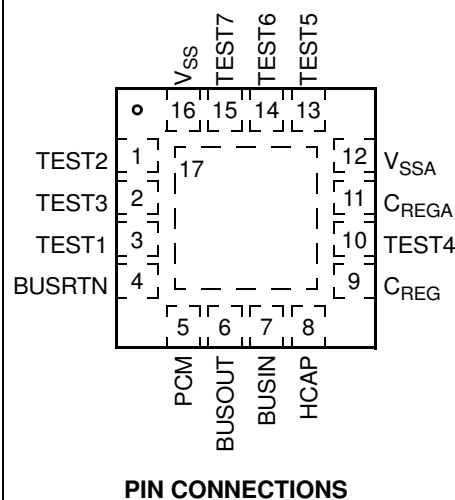 VSS
TEST7
TEST6
TEST5
16
15
14
13
TEST2
1
17
12
VSSA
TEST3
2
11
CREGA
TEST1
3
10
TEST4
BUSRTN
4
9
CREG
5
6
7
8
PCM
BUSOUT
BUSIN
HCAP
PIN CONNECTIONS